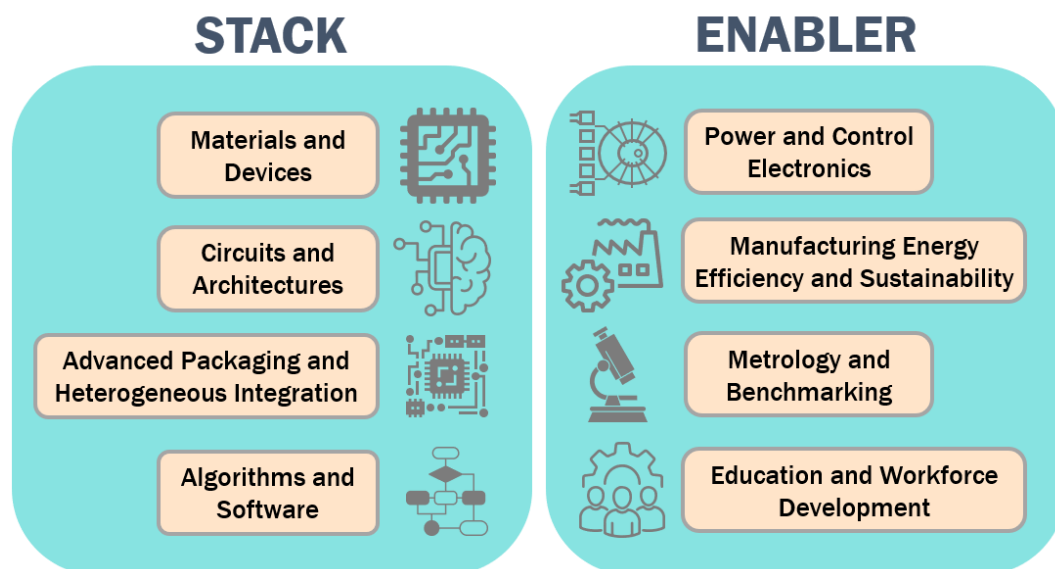 STACK
Materials and
Devices
Circuits and
Architectures
Advanced Packaging and
Heterogeneous Integration
Algorithms and
Software
ENABLER
Power and Control
Electronics
Manufacturing Energy
Efficiency and Sustainability
Metrology and
Benchmarking
Education and Workforce
Development